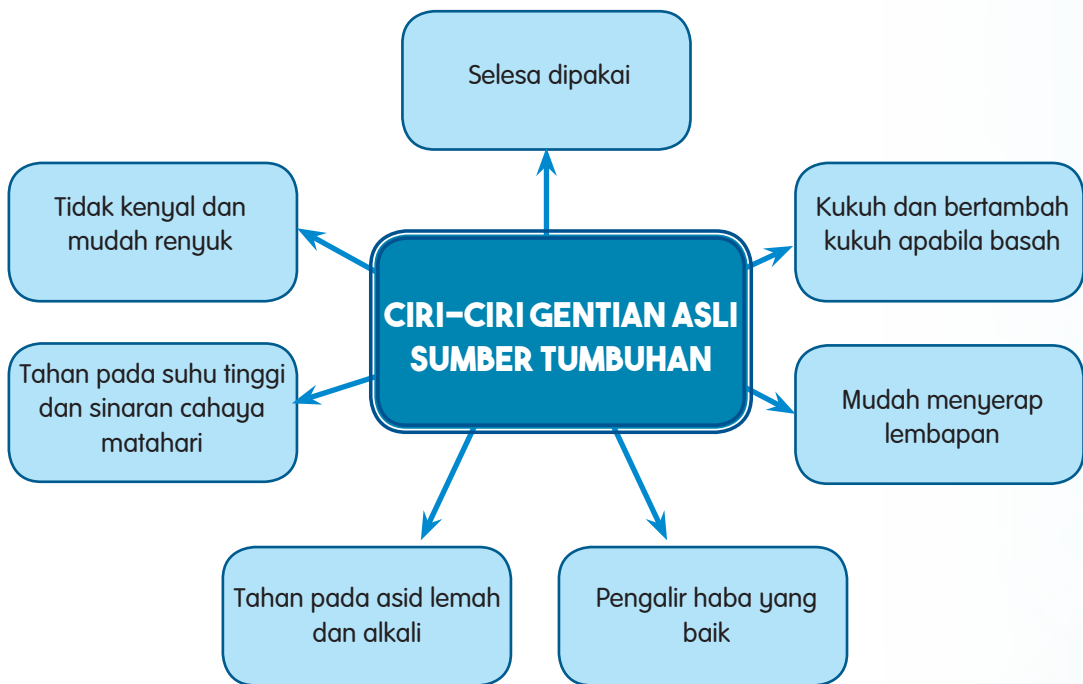 Selesa dipakai
Tidak kenyal dan
mudah renyuk
Kukuh dan bertambah
kukuh apabila basah
CIRI-CIRI GENTIAN ASLI
SUMBER TUMBUHAN
Tahan pada suhu tinggi
dan sinaran cahaya
matahari
Mudah menyerap
lembapan
Tahan pada asid lemah
dan alkali
Pengalir haba yang
baik